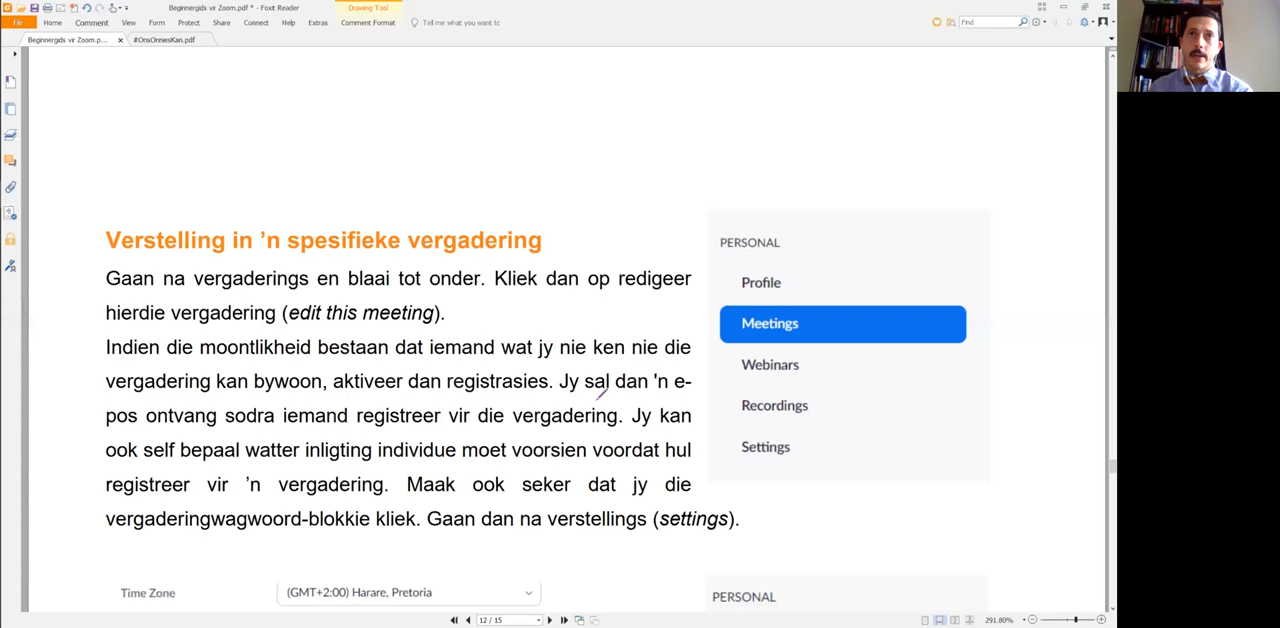 Beginnergids vir Zoom.pdf * - Foxit Reader
Drawing Tool
File Home Comment View Form Protect Share Connect Help Extras Comment Format Tell me what you want to
Find
Beginnergids vir Zoom.p... #OnsOnniesKan.pdf
Verstelling in ’n spesifieke vergadering
Gaan na vergaderings en blaai tot onder. Kliek dan op redigeer
hierdie vergadering (edit this meeting).
Indien die moontlikheid bestaan dat iemand wat jy nie ken nie die
vergadering kan bywoon, aktiveer dan registrasies. Jy sal dan 'n e-
pos ontvang sodra iemand registreer vir die vergadering. Jy kan
ook self bepaal watter inligting individue moet voorsien voordat hul
registreer vir ’n vergadering. Maak ook seker dat jy die
vergaderingwagwoord-blokkie kliek. Gaan dan na verstellings (settings).
PERSONAL
Profile
Meetings
Webinars
Recordings
Settings
Time Zone (GMT+2:00) Harare, Pretoria
PERSONAL
12 / 15
291.80%